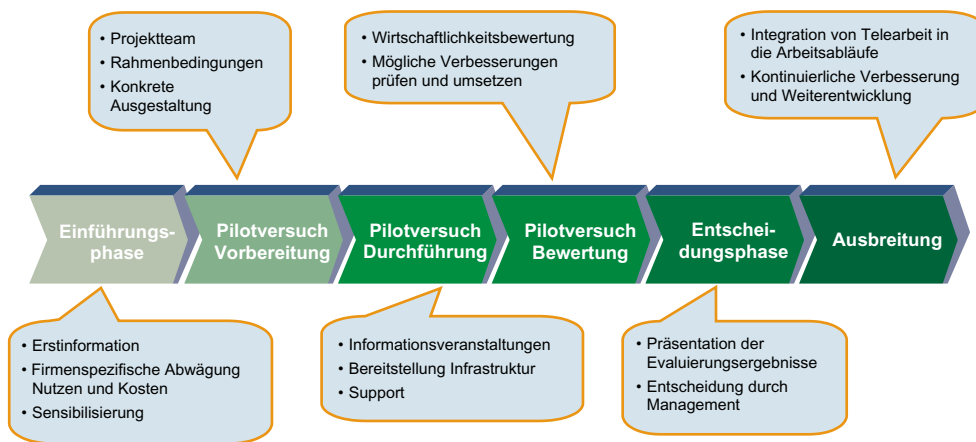 • Projektteam
• Rahmenbedingungen
• Konkrete
Ausgestaltung
• Wirtschaftlichkeitsbewertung
• Mögliche Verbesserungen
prüfen und umsetzen
• Integration von Telearbeit in
die Arbeitsabläufe
• Kontinuierliche Verbesserung
und Weiterentwicklung
Einführungs-
phase
Pilotversuch
Vorbereitung
Pilotversuch
Durchführung
Pilotversuch
Bewertung
Entschei-
dungsphase
Ausbreitung
• Erstinformation
• Firmenspezifische Abwägung
Nutzen und Kosten
• Sensibilisierung
• Informationsveranstaltungen
• Bereitstellung Infrastruktur
• Support
• Präsentation der
Evaluierungsergebnisse
• Entscheidung durch
Management